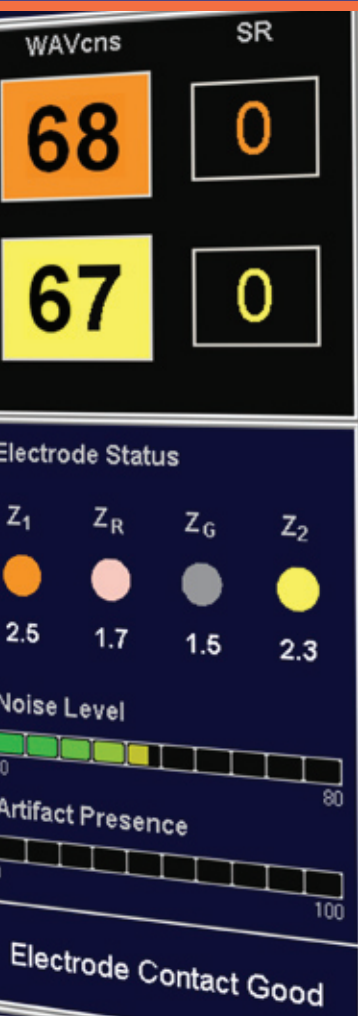 WAVcns SR
68 0
67 0
Electrode Status
Z1 ZR ZG Z2
2.5 1.7 1.5 2.3
Noise Level
0 80
Artifact Presence
100
Electrode Contact Good